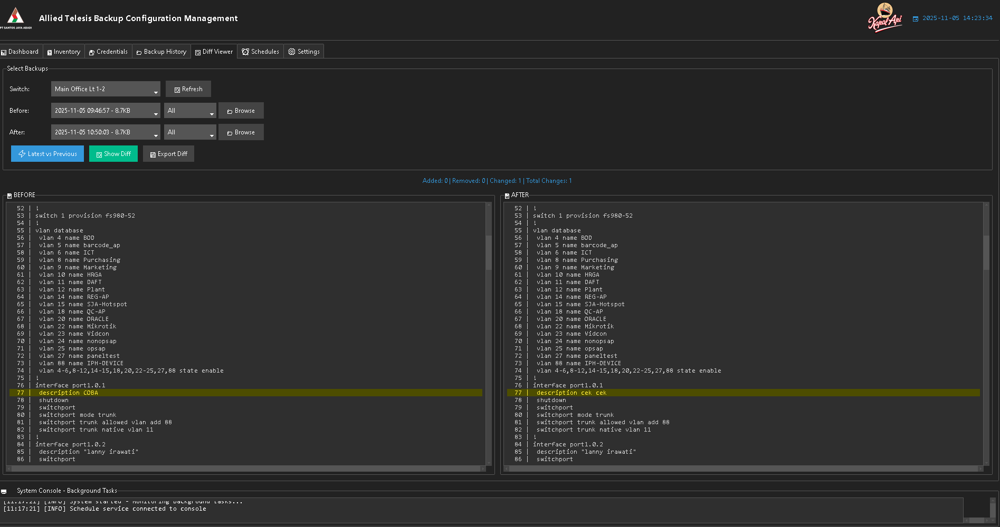 PT SANTOS JAYA ABADI
Allied Telesis Backup Configuration Management
Kapal Api
2025-11-05 14:23:34
Dashboard Inventory Credentials Backup History Diff Viewer Schedules Settings
Select Backups
Switch: Main Office Lt 1-2 Refresh
Before: 2025-11-05 09:46:57 - 8.7KB All Browse
After: 2025-11-05 10:50:03 - 8.7KB All Browse
Latest vs Previous Show Diff Export Diff
Added: 0 | Removed: 0 | Changed: 1 | Total Changes: 1
BEFORE
52 | !
53 | switch 1 provision fs980-52
54 | !
55 | vlan database
56 | vlan 4 name BOD
57 | vlan 5 name barcode_ap
58 | vlan 6 name ICT
59 | vlan 8 name Purchasing
60 | vlan 9 name Marketing
61 | vlan 10 name HRGA
62 | vlan 11 name DAFT
63 | vlan 12 name Plant
64 | vlan 14 name REG-AP
65 | vlan 15 name SJA-Hotspot
66 | vlan 18 name QC-AP
67 | vlan 20 name ORACLE
68 | vlan 22 name Mikrotik
69 | vlan 23 name Vidcon
70 | vlan 24 name nonopsap
71 | vlan 25 name opsap
72 | vlan 27 name paneltest
73 | vlan 88 name IPH-DEVICE
74 | vlan 4-6,8-12,14-15,18,20,22-25,27,88 state enable
75 | !
76 | interface port1.0.1
77 | description COBA
78 | shutdown
79 | switchport
80 | switchport mode trunk
81 | switchport trunk allowed vlan add 88
82 | switchport trunk native vlan 11
83 | !
84 | interface port1.0.2
85 | description "lanny irawati"
86 | switchport
AFTER
52 | !
53 | switch 1 provision fs980-52
54 | !
55 | vlan database
56 | vlan 4 name BOD
57 | vlan 5 name barcode_ap
58 | vlan 6 name ICT
59 | vlan 8 name Purchasing
60 | vlan 9 name Marketing
61 | vlan 10 name HRGA
62 | vlan 11 name DAFT
63 | vlan 12 name Plant
64 | vlan 14 name REG-AP
65 | vlan 15 name SJA-Hotspot
66 | vlan 18 name QC-AP
67 | vlan 20 name ORACLE
68 | vlan 22 name Mikrotik
69 | vlan 23 name Vidcon
70 | vlan 24 name nonopsap
71 | vlan 25 name opsap
72 | vlan 27 name paneltest
73 | vlan 88 name IPH-DEVICE
74 | vlan 4-6,8-12,14-15,18,20,22-25,27,88 state enable
75 | !
76 | interface port1.0.1
77 | description cek cek
78 | shutdown
79 | switchport
80 | switchport mode trunk
81 | switchport trunk allowed vlan add 88
82 | switchport trunk native vlan 11
83 | !
84 | interface port1.0.2
85 | description "lanny irawati"
86 | switchport
System Console - Background Tasks
[11:17:21] [INFO] System started - Monitoring background tasks...
[11:17:21] [INFO] Schedule service connected to console